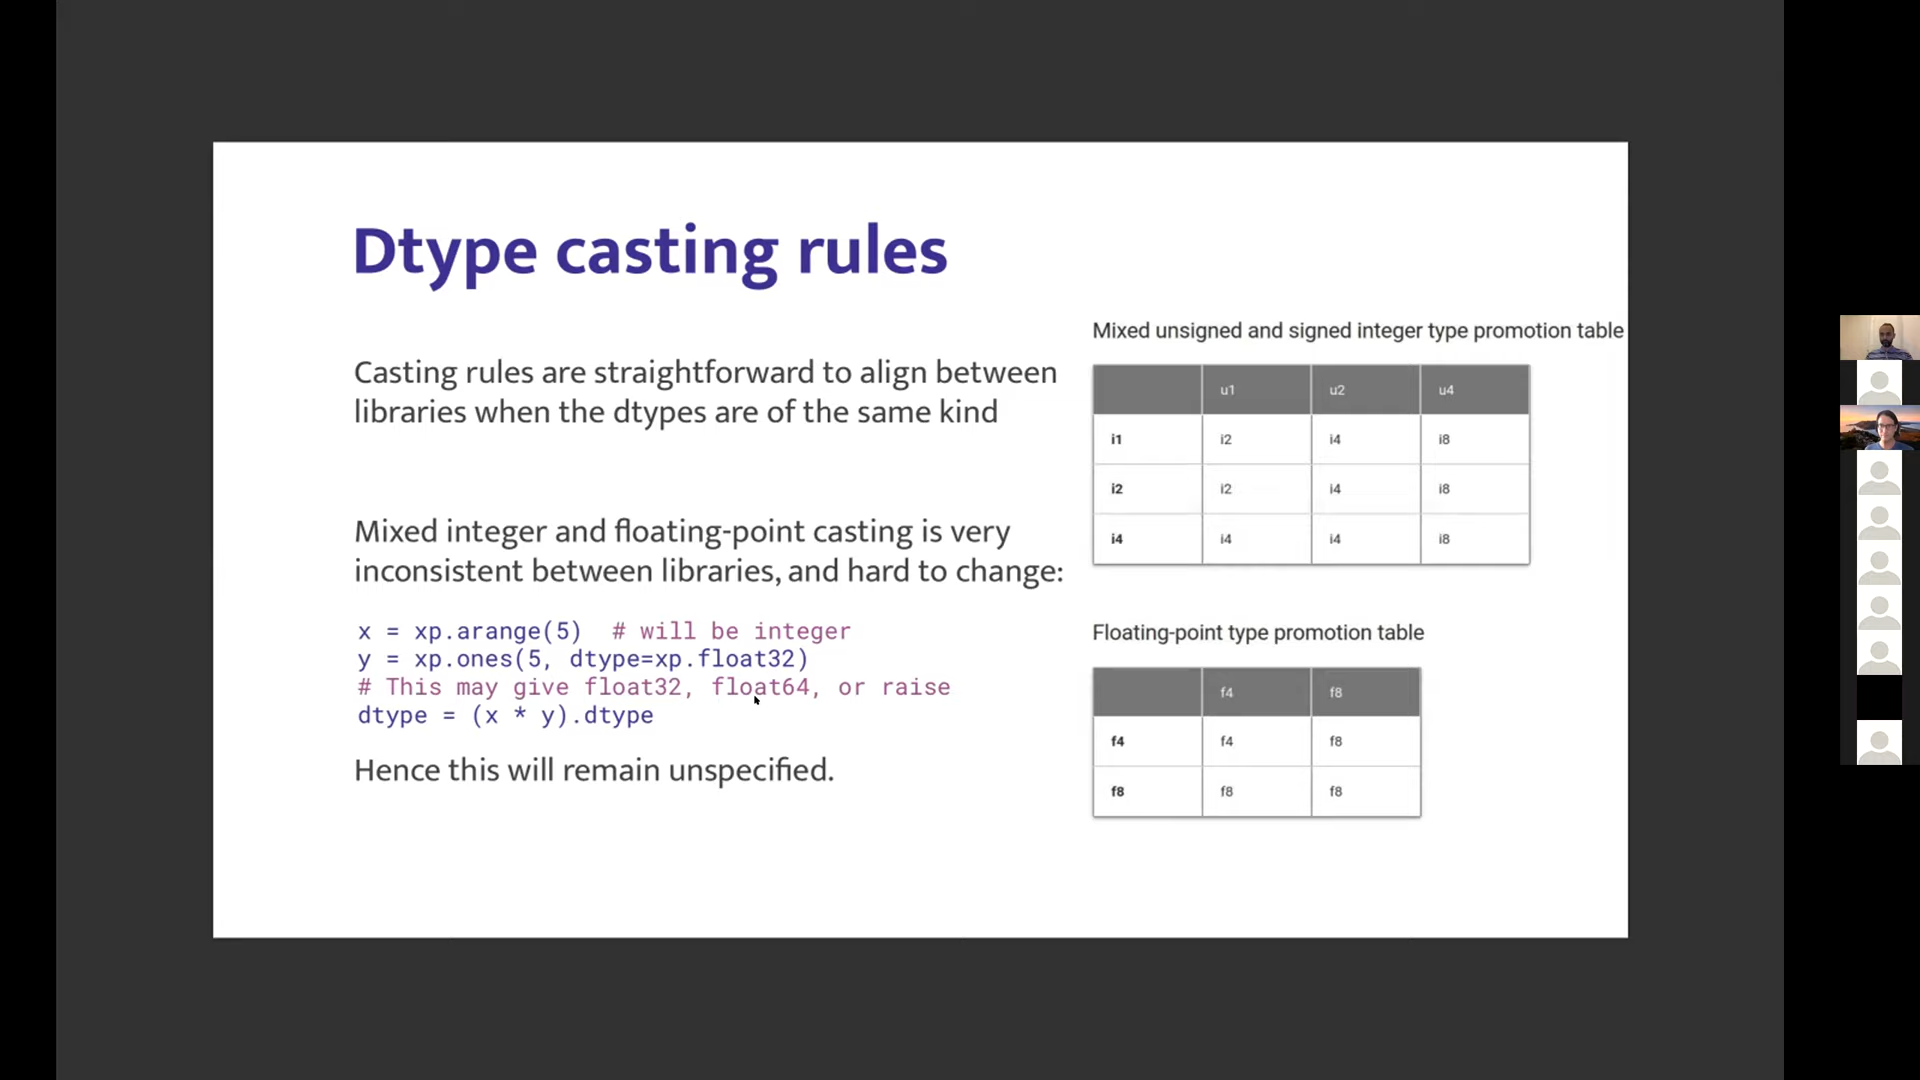 Dtype casting rules
Casting rules are straightforward to align between
libraries when the dtypes are of the same kind
Mixed integer and floating-point casting is very
inconsistent between libraries, and hard to change:
x = xp.arange(5)  # will be integer
y = xp.ones(5, dtype=xp.float32)
# This may give float32, float64, or raise
dtype = (x * y).dtype
Hence this will remain unspecified.
Mixed unsigned and signed integer type promotion table
u1 u2 u4
i1 i2 i4 i8
i2 i2 i4 i8
i4 i4 i4 i8
Floating-point type promotion table
f4 f8
f4 f4 f8
f8 f8 f8